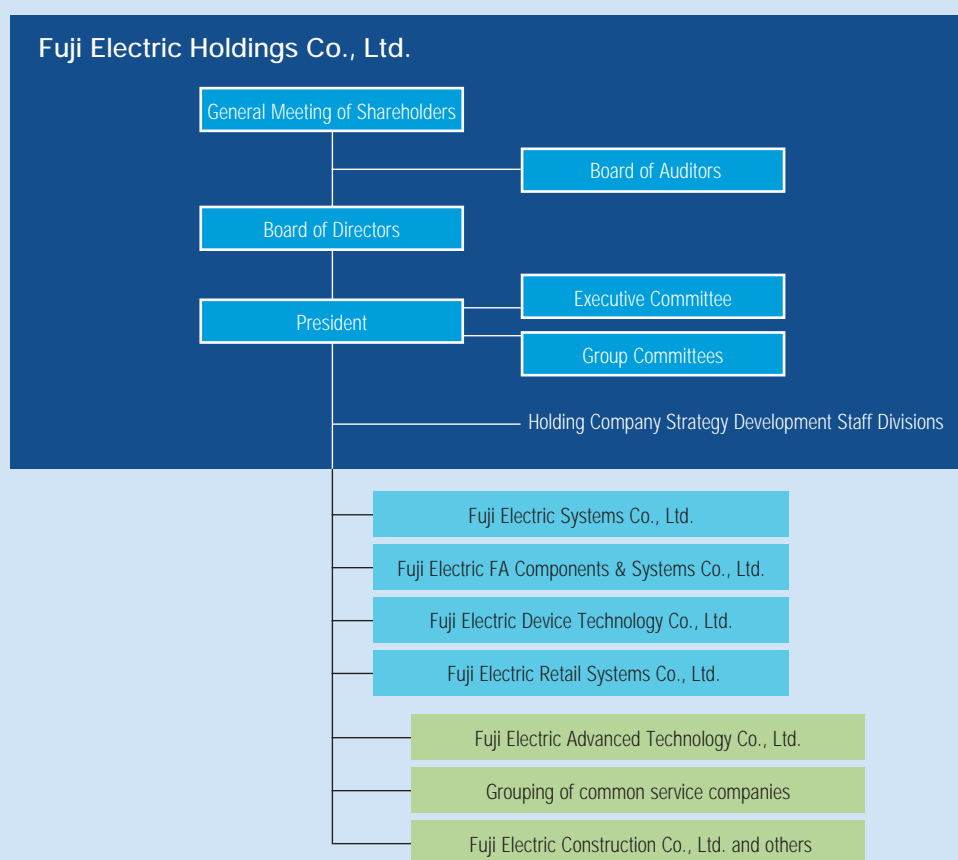 Fuji Electric Holdings Co., Ltd.
General Meeting of Shareholders
Board of Auditors
Board of Directors
Executive Committee
President
Group Committees
Holding Company Strategy Development Staff Divisions
Fuji Electric Systems Co., Ltd.
Fuji Electric FA Components & Systems Co., Ltd.
Fuji Electric Device Technology Co., Ltd.
Fuji Electric Retail Systems Co., Ltd.
Fuji Electric Advanced Technology Co., Ltd.
Grouping of common service companies
Fuji Electric Construction Co., Ltd. and others